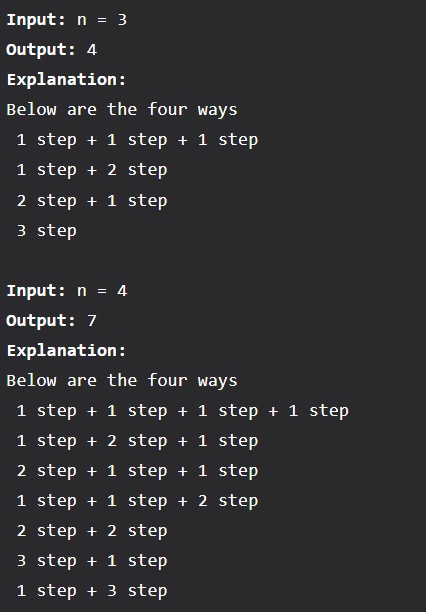 Input: n = 3
Output: 4
Explanation:
Below are the four ways
1 step + 1 step + 1 step
1 step + 2 step
2 step + 1 step
3 step
Input: n = 4
Output: 7
Explanation:
Below are the four ways
1 step + 1 step + 1 step + 1 step
1 step + 2 step + 1 step
2 step + 1 step + 1 step
1 step + 1 step + 2 step
2 step + 2 step
3 step + 1 step
1 step + 3 step